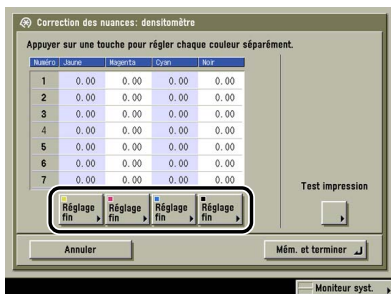 Correction des nuances: densitomètre
Appuyer sur une touche pour régler chaque couleur séparément.
Numéro Jaune Magenta Cyan Noir
1 0.00 0.00 0.00 0.00
2 0.00 0.00 0.00 0.00
3 0.00 0.00 0.00 0.00
4 0.00 0.00 0.00 0.00
5 0.00 0.00 0.00 0.00
6 0.00 0.00 0.00 0.00
7 0.00 0.00 0.00 0.00
Test impression
Réglage fin Réglage fin Réglage fin Réglage fin
Annuler Mém. et terminer
Moniteur syst.